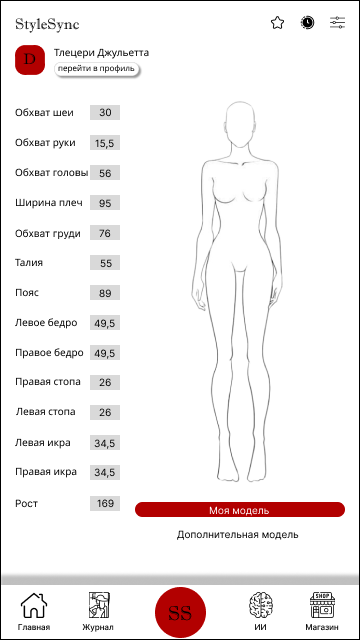 StyleSync
D
Тлецери Джульетта
перейти в профиль
Обхват шеи 30
Обхват руки 15,5
Обхват головы 56
Ширина плеч 95
Обхват груди 76
Талия 55
Пояс 89
Левое бедро 49,5
Правое бедро 49,5
Правая стопа 26
Левая стопа 26
Левая икра 34,5
Правая икра 34,5
Рост 169
Моя модель
Дополнительная модель
SHOP
SS
Главная Журнал ИИ Магазин